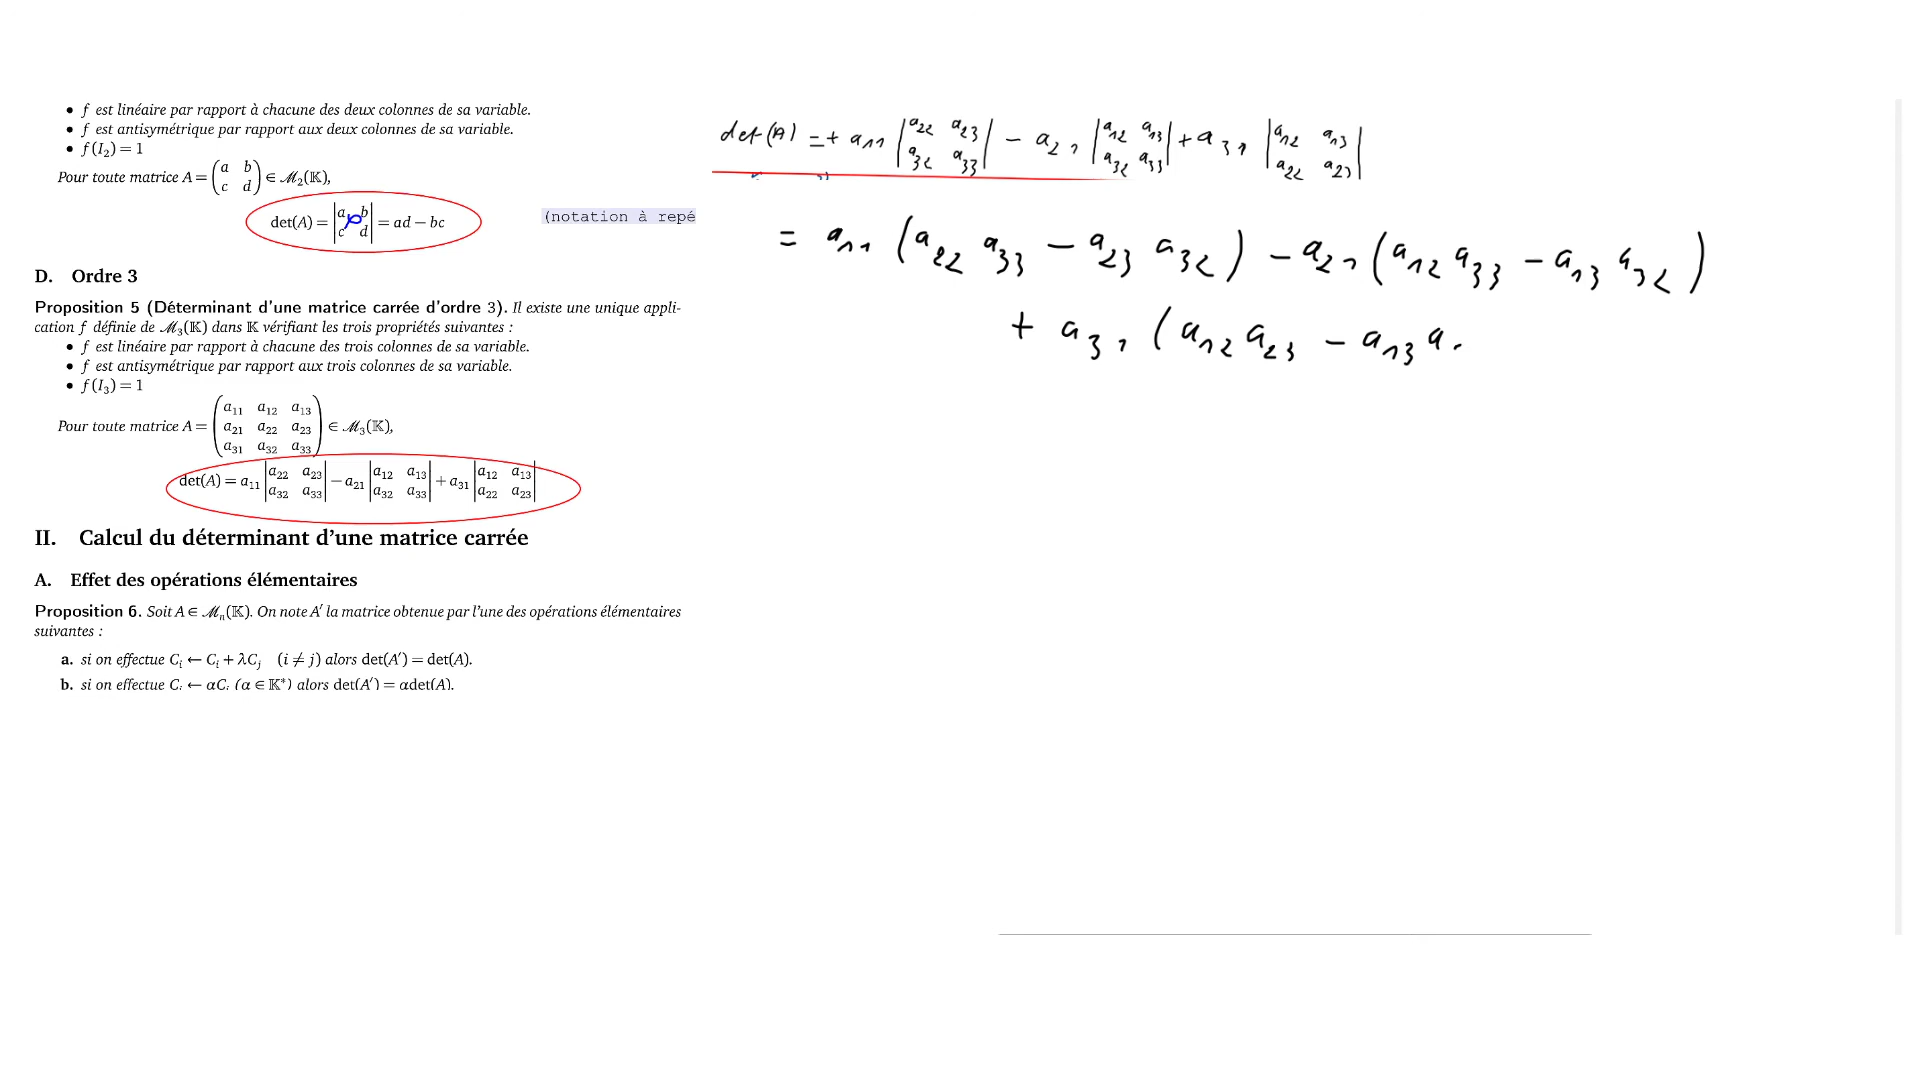 • f est linéaire par rapport à chacune des deux colonnes de sa variable.
• f est antisymétrique par rapport aux deux colonnes de sa variable.
• f(I₂) = 1
Pour toute matrice A = (a b ; c d) ∈ ℳ₂(𝕂),
det(A) = |a b ; c d| = ad − bc
(notation à repé
D. Ordre 3
Proposition 5 (Déterminant d'une matrice carrée d'ordre 3). Il existe une unique appli-
cation f définie de ℳ₃(𝕂) dans 𝕂 vérifiant les trois propriétés suivantes :
• f est linéaire par rapport à chacune des trois colonnes de sa variable.
• f est antisymétrique par rapport aux trois colonnes de sa variable.
• f(I₃) = 1
Pour toute matrice A = (a₁₁ a₁₂ a₁₃ ; a₂₁ a₂₂ a₂₃ ; a₃₁ a₃₂ a₃₃) ∈ ℳ₃(𝕂),
det(A) = a₁₁ |a₂₂ a₂₃ ; a₃₂ a₃₃| − a₂₁ |a₁₂ a₁₃ ; a₃₂ a₃₃| + a₃₁ |a₁₂ a₁₃ ; a₂₂ a₂₃|
II. Calcul du déterminant d'une matrice carrée
A. Effet des opérations élémentaires
Proposition 6. Soit A ∈ ℳₙ(𝕂). On note A′ la matrice obtenue par l'une des opérations élémentaires
suivantes :
a. si on effectue Cᵢ ← Cᵢ + λCⱼ (i ≠ j) alors det(A′) = det(A).
b. si on effectue Cᵢ ← αCᵢ (α ∈ 𝕂*) alors det(A′) = αdet(A).
det(A) = + a₁₁ |a₂₂ a₂₃ ; a₃₂ a₃₃| − a₂₁ |a₁₂ a₁₃ ; a₃₂ a₃₃| + a₃₁ |a₁₂ a₁₃ ; a₂₂ a₂₃|
= a₁₁ (a₂₂ a₃₃ − a₂₃ a₃₂) − a₂₁ (a₁₂ a₃₃ − a₁₃ a₃₂)
+ a₃₁ (a₁₂ a₂₃ − a₁₃ a